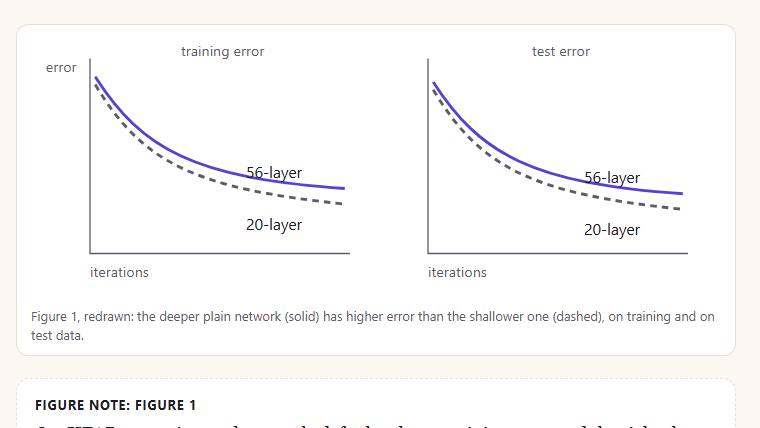 training error
test error
error
56-layer
56-layer
20-layer
20-layer
iterations
iterations
Figure 1, redrawn: the deeper plain network (solid) has higher error than the shallower one (dashed), on training and on
test data.
FIGURE NOTE: FIGURE 1